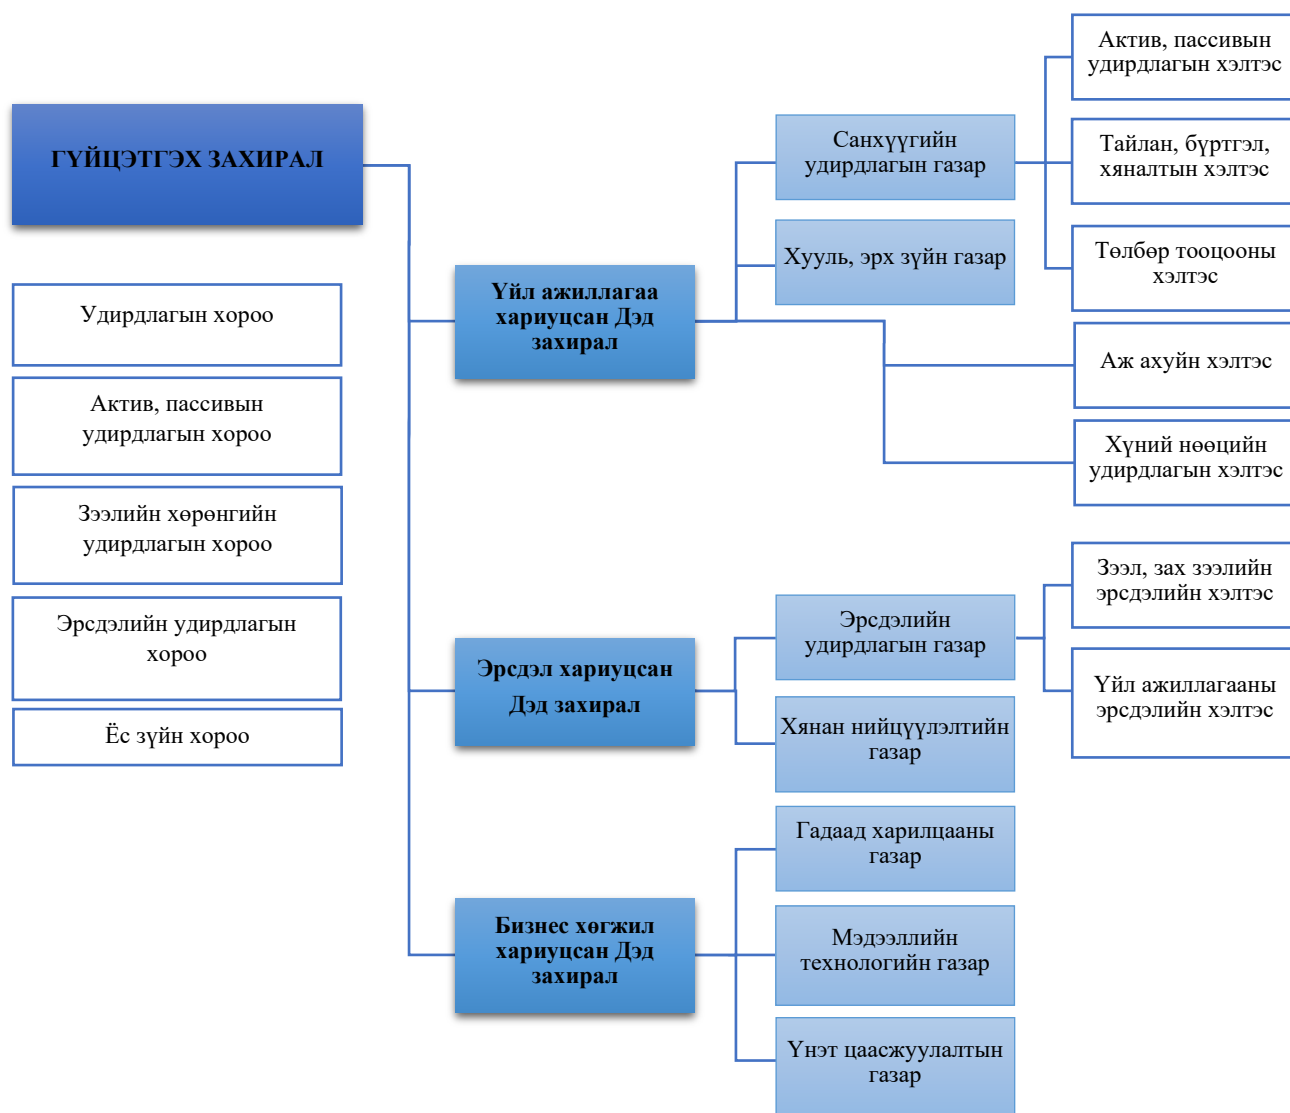 ГҮЙЦЭТГЭХ ЗАХИРАЛ
Удирдлагын хороо
Актив, пассивын
удирдлагын хороо
Зээлийн хөрөнгийн
удирдлагын хороо
Эрсдэлийн удирдлагын
хороо
Ёс зүйн хороо
Үйл ажиллагаа
хариуцсан Дэд
захирал
Санхүүгийн
удирдлагын газар
Актив, пассивын
удирдлагын хэлтэс
Тайлан, бүртгэл,
хяналтын хэлтэс
Төлбөр тооцооны
хэлтэс
Хууль, эрх зүйн газар
Аж ахуйн хэлтэс
Хүний нөөцийн
удирдлагын хэлтэс
Эрсдэл хариуцсан
Дэд захирал
Эрсдэлийн
удирдлагын газар
Зээл, зах зээлийн
эрсдэлийн хэлтэс
Үйл ажиллагааны
эрсдэлийн хэлтэс
Хянан нийцүүлэлтийн
газар
Бизнес хөгжил
хариуцсан Дэд
захирал
Гадаад харилцааны
газар
Мэдээллийн
технологийн газар
Үнэт цаасжуулалтын
газар